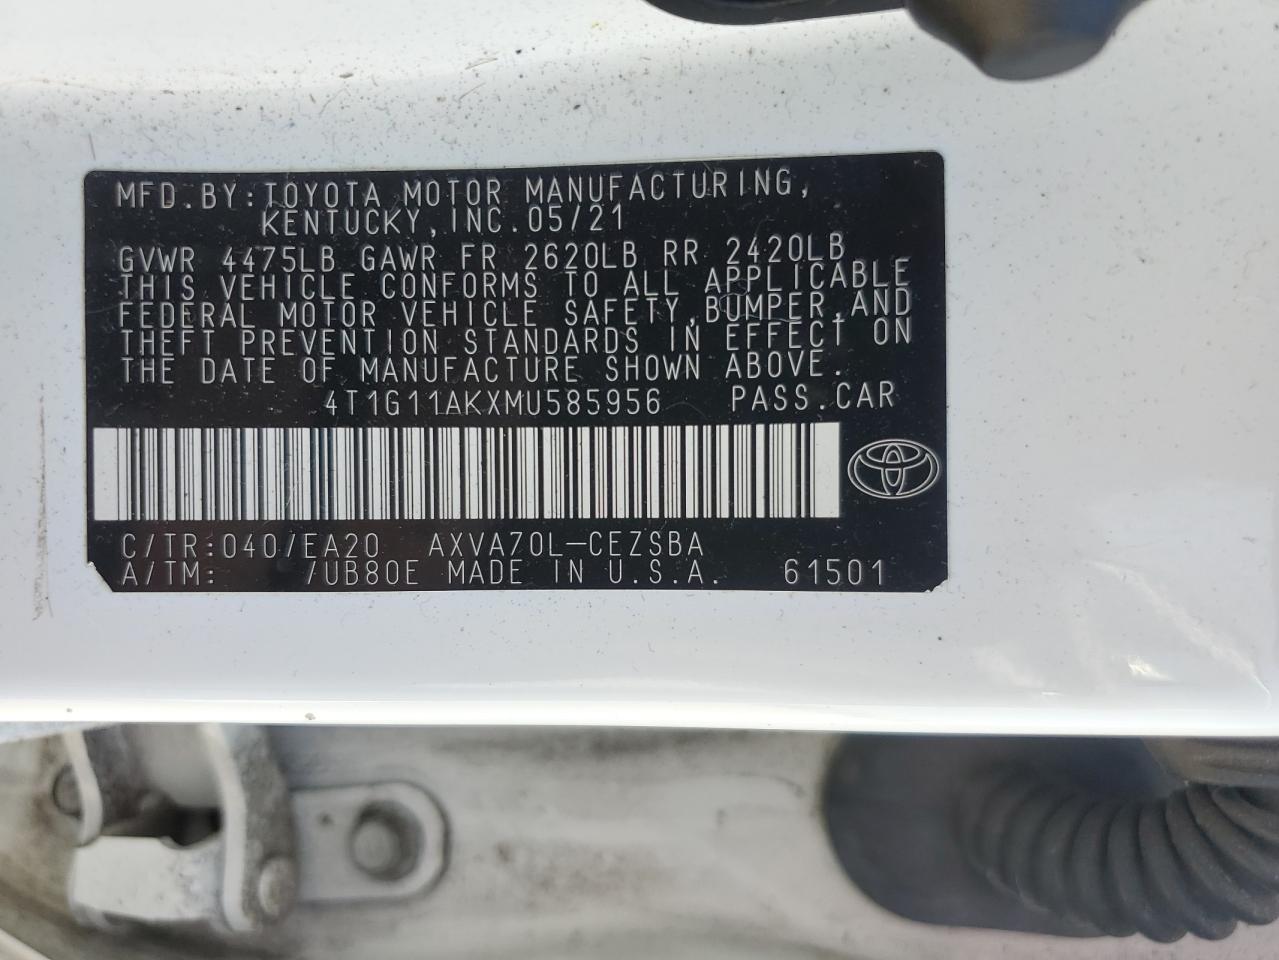 MFD.BY:TOYOTA MOTOR MANUFACTURING,
KENTUCKY,INC.05/21
GVWR 4475LB GAWR FR 2620LB RR 2420LB
THIS VEHICLE CONFORMS TO ALL APPLICABLE
FEDERAL MOTOR VEHICLE SAFETY,BUMPER,AND
THEFT PREVENTION STANDARDS IN EFFECT ON
THE DATE OF MANUFACTURE SHOWN ABOVE.
4T1G11AKXMU585956 PASS.CAR
C/TR:040/EA20 AXVA70L-CEZSBA
A/TM: /UB80E MADE IN U.S.A. 61501